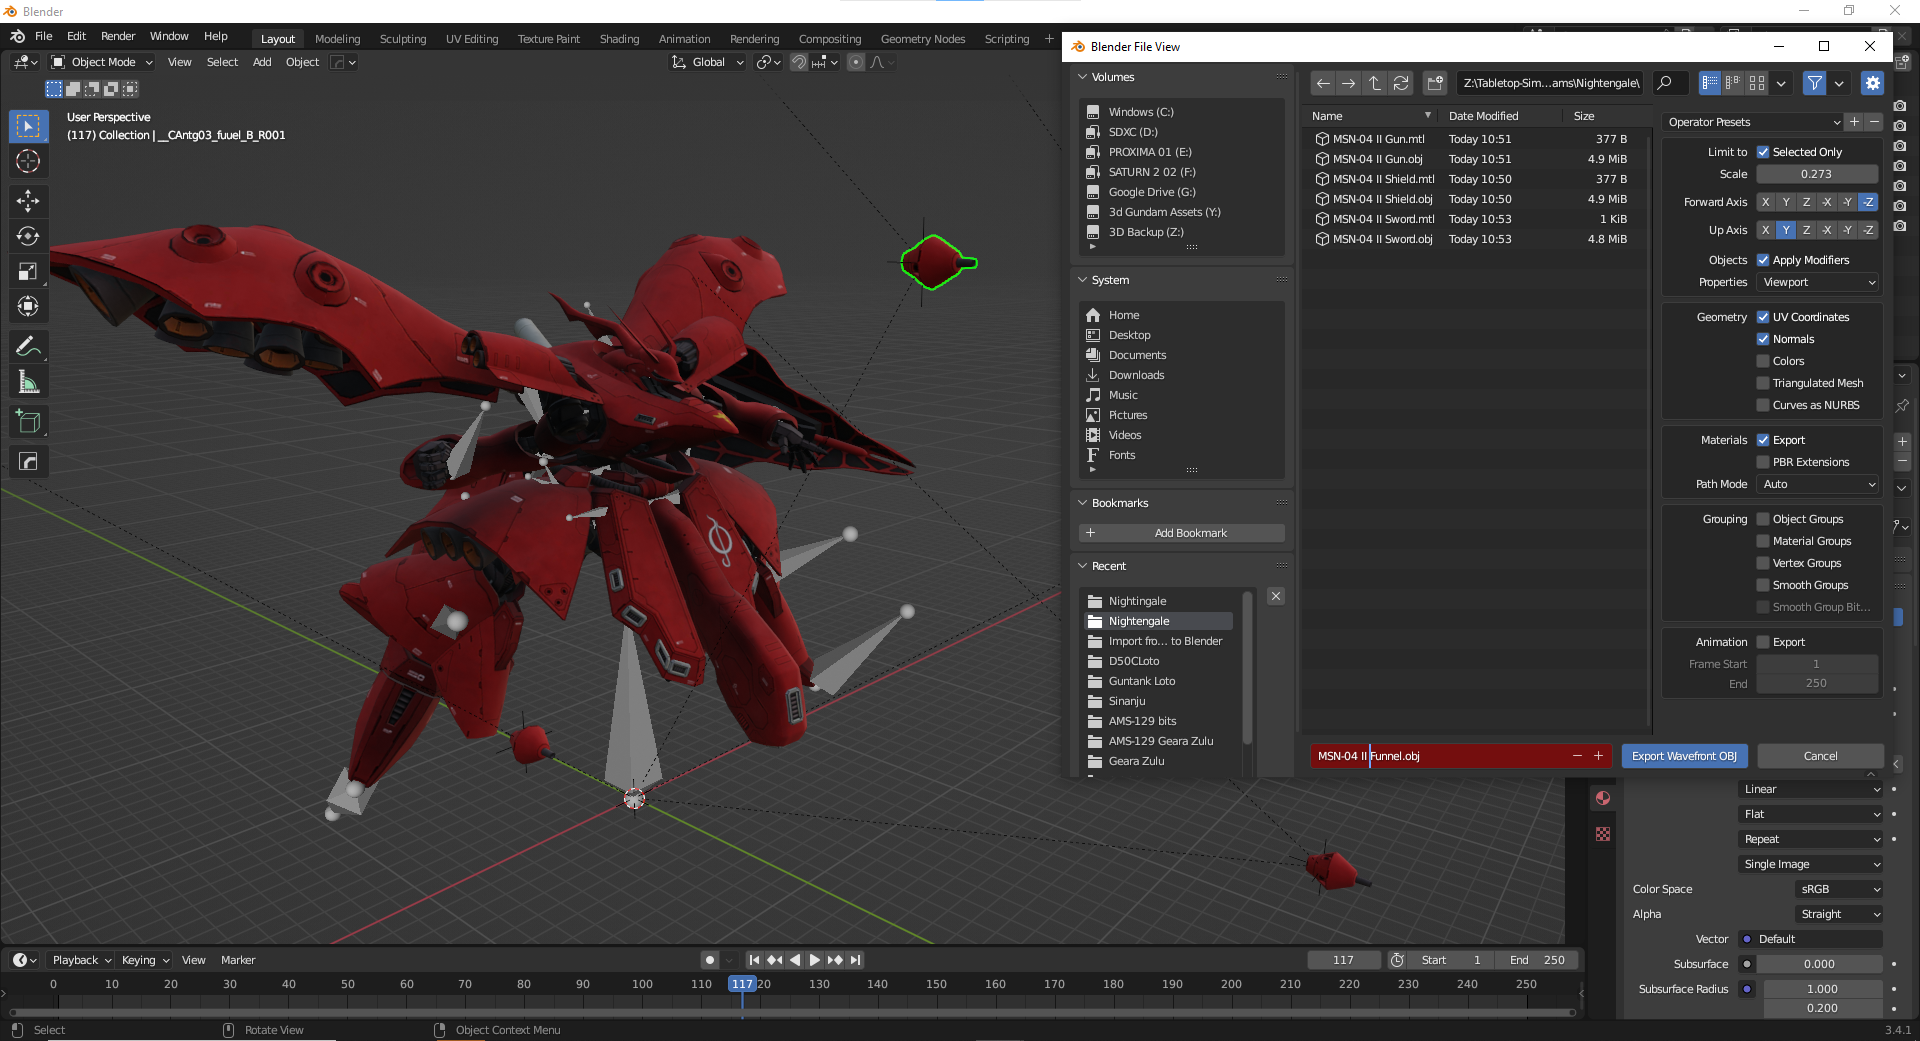 Blender
File Edit Render Window Help
Layout Modeling Sculpting UV Editing Texture Paint Shading Animation Rendering Compositing Geometry Nodes Scripting +
Object Mode View Select Add Object Global
User Perspective
(117) Collection | __CAntg03_fuuel_B_R001
Blender File View
Volumes
Windows (C:)
SDXC (D:)
PROXIMA 01 (E:)
SATURN 2 02 (F:)
Google Drive (G:)
3d Gundam Assets (Y:)
3D Backup (Z:)
System
Home
Desktop
Documents
Downloads
Music
Pictures
Videos
Fonts
Bookmarks
Add Bookmark
Recent
Nightingale
Nightengale
Import fro... to Blender
D50CLoto
Guntank Loto
Sinanju
AMS-129 bits
AMS-129 Geara Zulu
Geara Zulu
Z:\Tabletop-Sim...ams\Nightengale\
Name Date Modified Size
MSN-04 II Gun.mtl Today 10:51 377 B
MSN-04 II Gun.obj Today 10:51 4.9 MiB
MSN-04 II Shield.mtl Today 10:50 377 B
MSN-04 II Shield.obj Today 10:50 4.9 MiB
MSN-04 II Sword.mtl Today 10:53 1 KiB
MSN-04 II Sword.obj Today 10:53 4.8 MiB
MSN-04 II Funnel.obj
Export Wavefront OBJ
Cancel
Operator Presets
Limit to Selected Only
Scale 0.273
Forward Axis X Y Z -X -Y -Z
Up Axis X Y Z -X -Y -Z
Objects Apply Modifiers
Properties Viewport
Geometry UV Coordinates
Normals
Colors
Triangulated Mesh
Curves as NURBS
Materials Export
PBR Extensions
Path Mode Auto
Grouping Object Groups
Material Groups
Vertex Groups
Smooth Groups
Smooth Group Bit...
Animation Export
Frame Start 1
End 250
Linear
Flat
Repeat
Single Image
Color Space sRGB
Alpha Straight
Vector Default
Subsurface 0.000
Subsurface Radius 1.000
0.200
Playback Keying View Marker
117 Start 1 End 250
0 10 20 30 40 50 60 70 80 90 100 110 117 120 130 140 150 160 170 180 190 200 210 220 230 240 250
Select Rotate View Object Context Menu
3.4.1